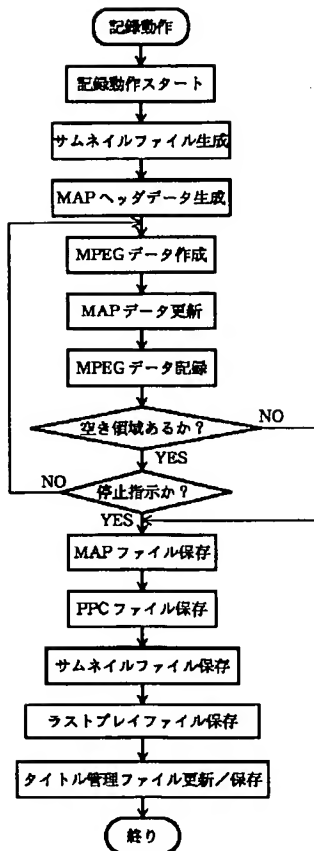 記録動作
記録動作スタート
サムネイルファイル生成
MAPヘッダデータ生成
MPEGデータ作成
MAPデータ更新
MPEGデータ記録
空き領域あるか?
NO
YES
停止指示か?
NO
YES
MAPファイル保存
PPCファイル保存
サムネイルファイル保存
ラストプレイファイル保存
タイトル管理ファイル更新/保存
終り